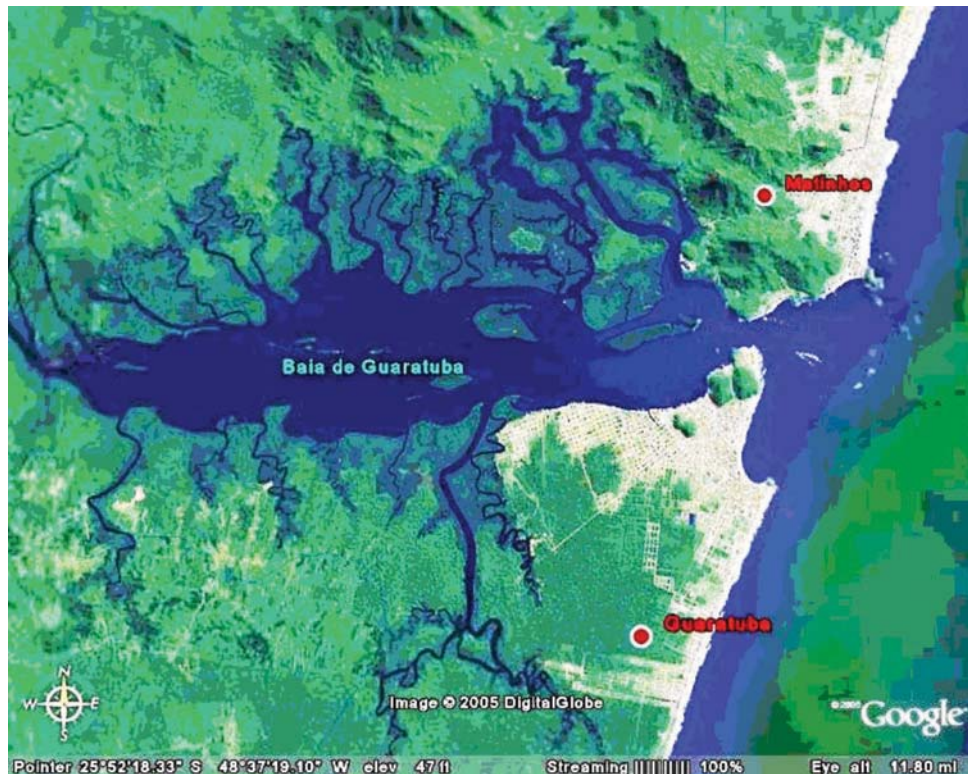 Matinhos
Baia de Guaratuba
Guaratuba
N
W E
S
Image © 2005 DigitalGlobe
©2005 Google
Pointer 25°52'18.33" S 48°37'19.10" W elev 47 ft Streaming |||||||||| 100% Eye alt 11.80 mi